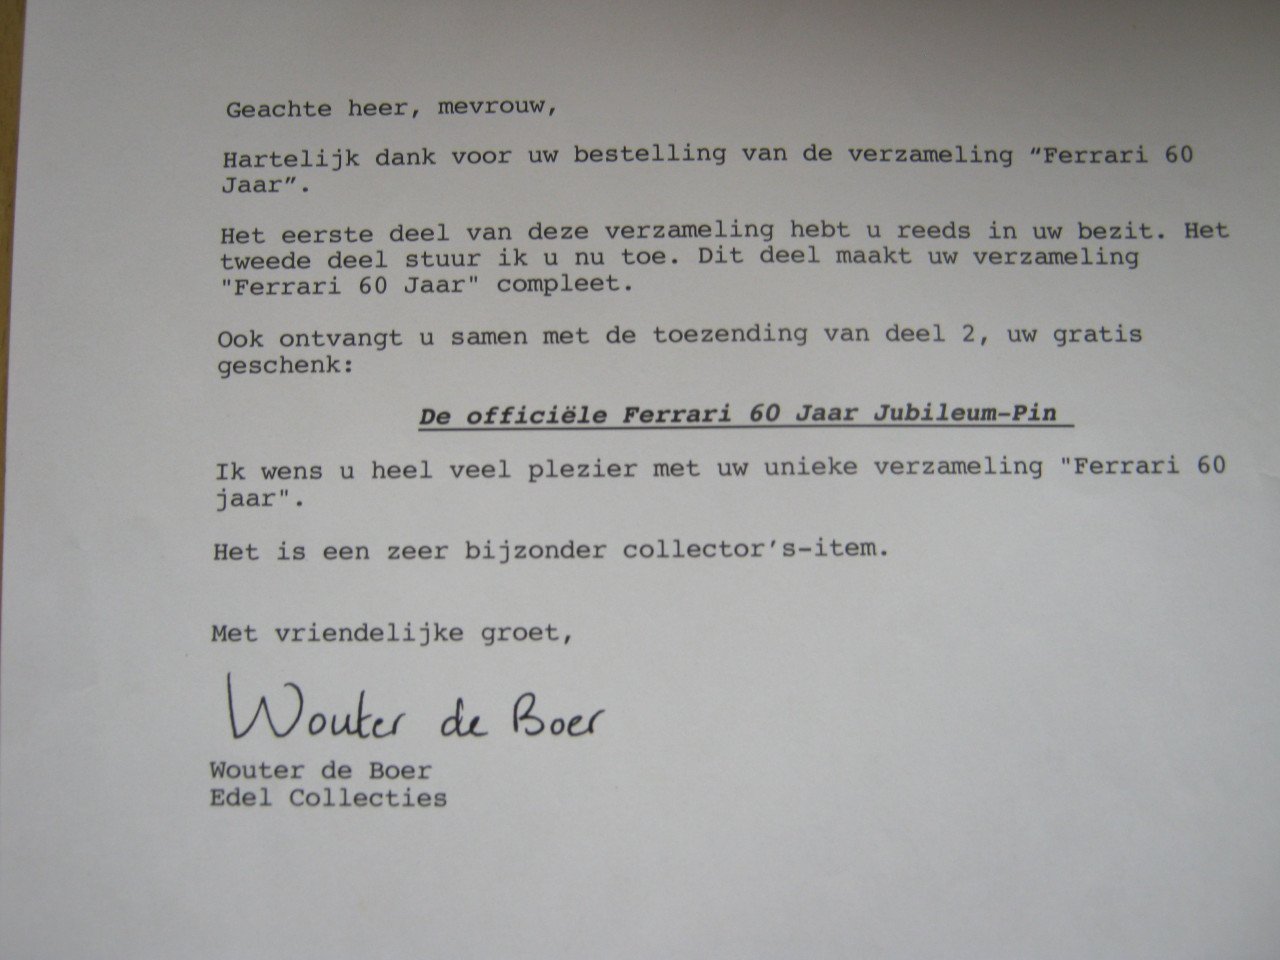 Geachte heer, mevrouw,
Hartelijk dank voor uw bestelling van de verzameling “Ferrari 60
Jaar”.
Het eerste deel van deze verzameling hebt u reeds in uw bezit. Het
tweede deel stuur ik u nu toe. Dit deel maakt uw verzameling
"Ferrari 60 Jaar" compleet.
Ook ontvangt u samen met de toezending van deel 2, uw gratis
geschenk:
De officiële Ferrari 60 Jaar Jubileum-Pin
Ik wens u heel veel plezier met uw unieke verzameling "Ferrari 60
jaar".
Het is een zeer bijzonder collector’s-item.
Met vriendelijke groet,
Wouter de Boer
Wouter de Boer
Edel Collecties